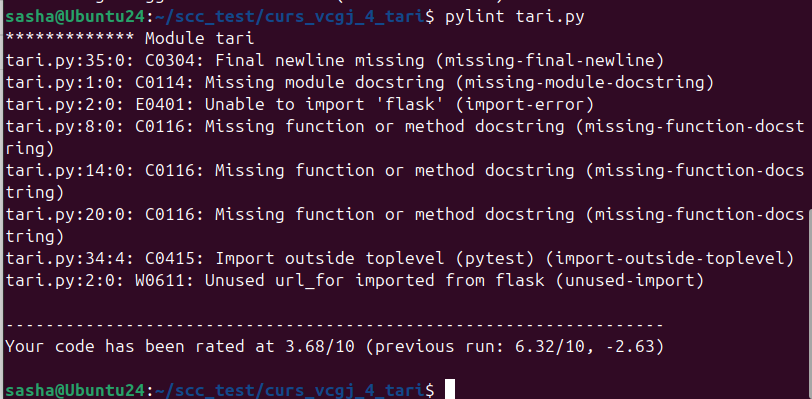 sasha@Ubuntu24:~/scc_test/curs_vcgj_4_tari$ pylint tari.py
************* Module tari
tari.py:35:0: C0304: Final newline missing (missing-final-newline)
tari.py:1:0: C0114: Missing module docstring (missing-module-docstring)
tari.py:2:0: E0401: Unable to import 'flask' (import-error)
tari.py:8:0: C0116: Missing function or method docstring (missing-function-docst
ring)
tari.py:14:0: C0116: Missing function or method docstring (missing-function-docs
tring)
tari.py:20:0: C0116: Missing function or method docstring (missing-function-docs
tring)
tari.py:34:4: C0415: Import outside toplevel (pytest) (import-outside-toplevel)
tari.py:2:0: W0611: Unused url_for imported from flask (unused-import)
------------------------------------------------------------------
Your code has been rated at 3.68/10 (previous run: 6.32/10, -2.63)
sasha@Ubuntu24:~/scc_test/curs_vcgj_4_tari$